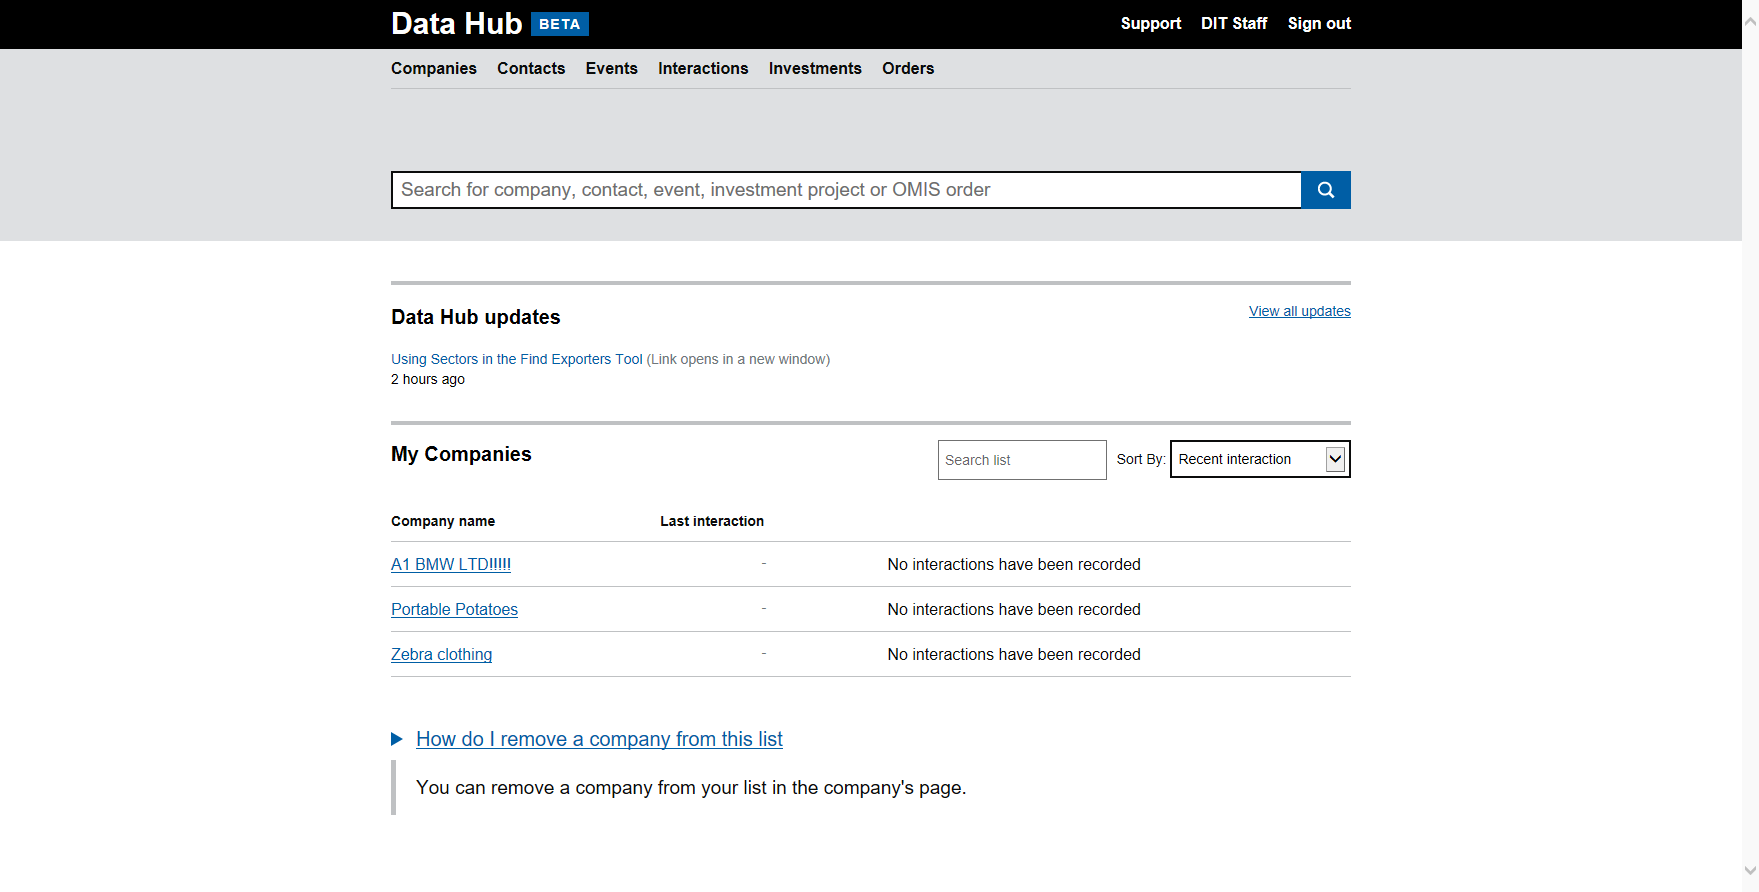 Data Hub BETA
Support DIT Staff Sign out
Companies Contacts Events Interactions Investments Orders
Search for company, contact, event, investment project or OMIS order
Data Hub updates
View all updates
Using Sectors in the Find Exporters Tool (Link opens in a new window)
2 hours ago
My Companies
Search list
Sort By: Recent interaction
Company name Last interaction
A1 BMW LTD!!!!! - No interactions have been recorded
Portable Potatoes - No interactions have been recorded
Zebra clothing - No interactions have been recorded
How do I remove a company from this list
You can remove a company from your list in the company's page.